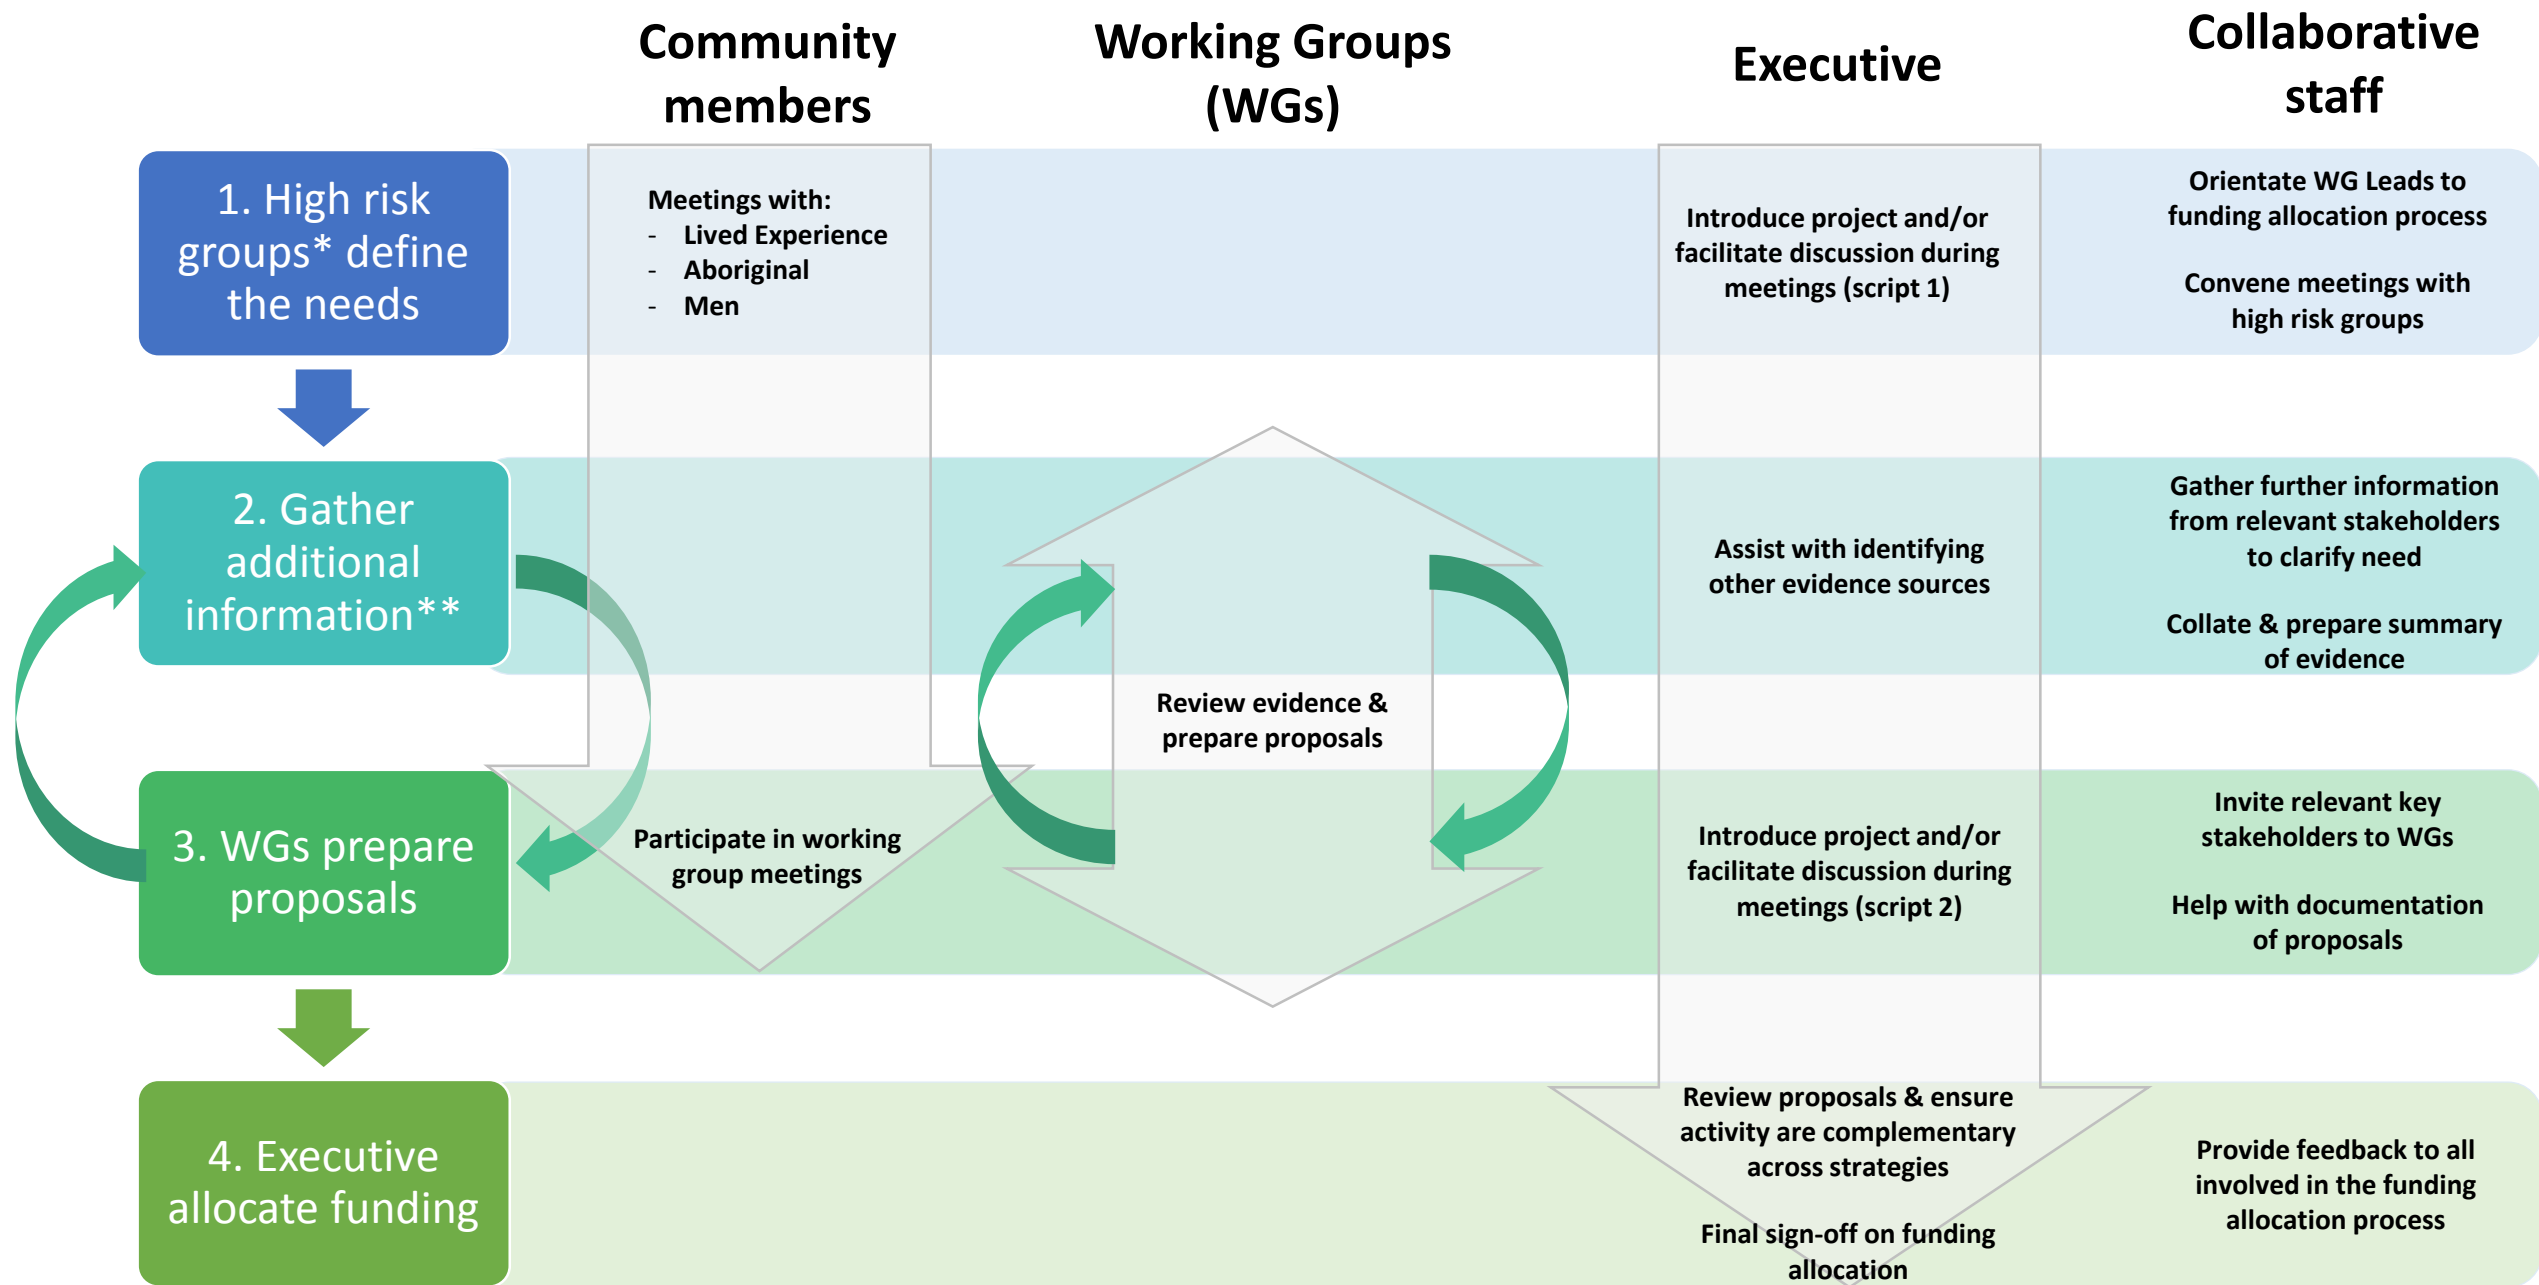 Community
members
Working Groups
(WGs)
Executive
Collaborative
staff
1. High risk
groups* define
the needs
Meetings with:
- Lived Experience
- Aboriginal
- Men
Introduce project and/or
facilitate discussion during
meetings (script 1)
Orientate WG Leads to
funding allocation process
Convene meetings with
high risk groups
2. Gather
additional
information**
Assist with identifying
other evidence sources
Gather further information
from relevant stakeholders
to clarify need
Collate & prepare summary
of evidence
Review evidence &
prepare proposals
3. WGs prepare
proposals
Participate in working
group meetings
Introduce project and/or
facilitate discussion during
meetings (script 2)
Invite relevant key
stakeholders to WGs
Help with documentation
of proposals
4. Executive
allocate funding
Review proposals & ensure
activity are complementary
across strategies
Final sign-off on funding
allocation
Provide feedback to all
involved in the funding
allocation process